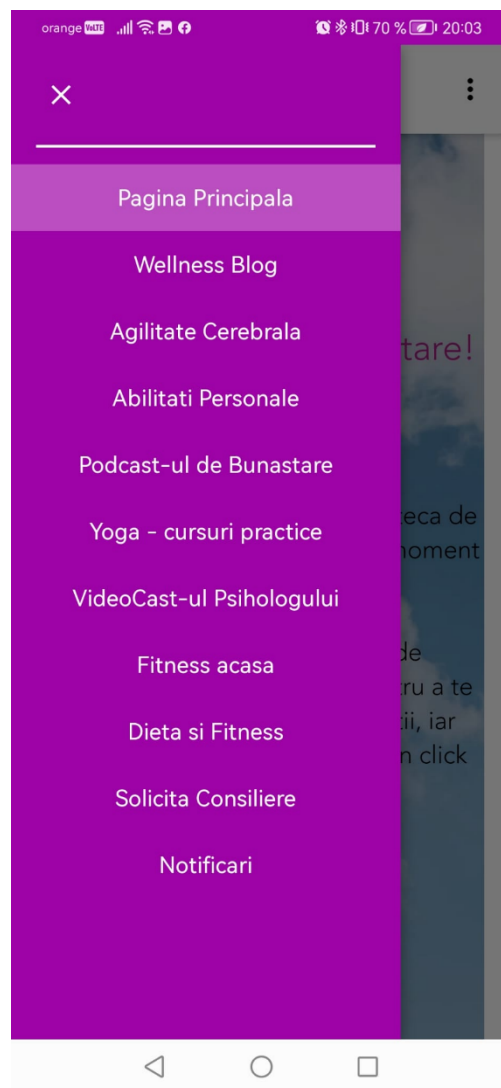 orange VoLTE 70 % 20:03
Pagina Principala
Wellness Blog
Agilitate Cerebrala
tare!
Abilitati Personale
Podcast-ul de Bunastare
eca de
Yoga - cursuri practice
moment
VideoCast-ul Psihologului
de
Fitness acasa
tru a te
ii, iar
Dieta si Fitness
n click
Solicita Consiliere
Notificari